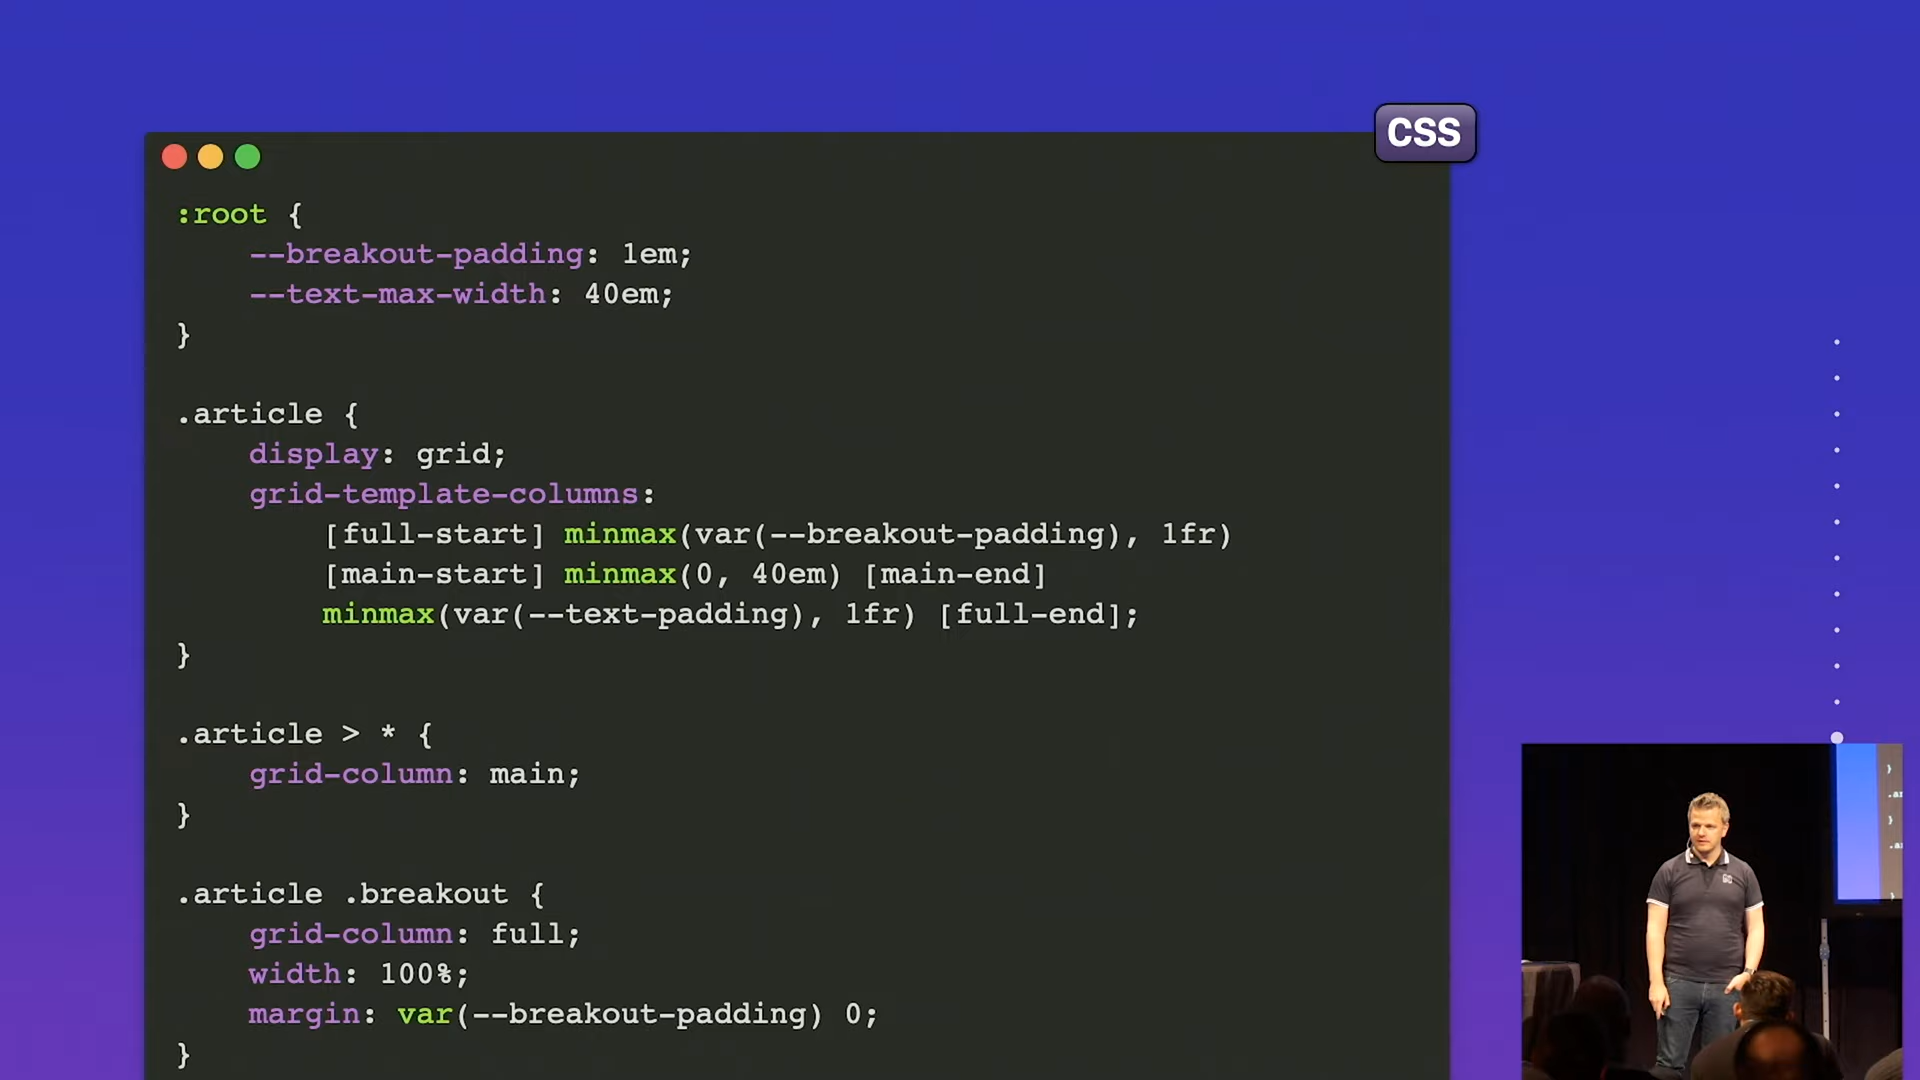 CSS
:root {
    --breakout-padding: 1em;
    --text-max-width: 40em;
}
.article {
    display: grid;
    grid-template-columns:
        [full-start] minmax(var(--breakout-padding), 1fr)
        [main-start] minmax(0, 40em) [main-end]
        minmax(var(--text-padding), 1fr) [full-end];
}
.article > * {
    grid-column: main;
}
.article .breakout {
    grid-column: full;
    width: 100%;
    margin: var(--breakout-padding) 0;
}